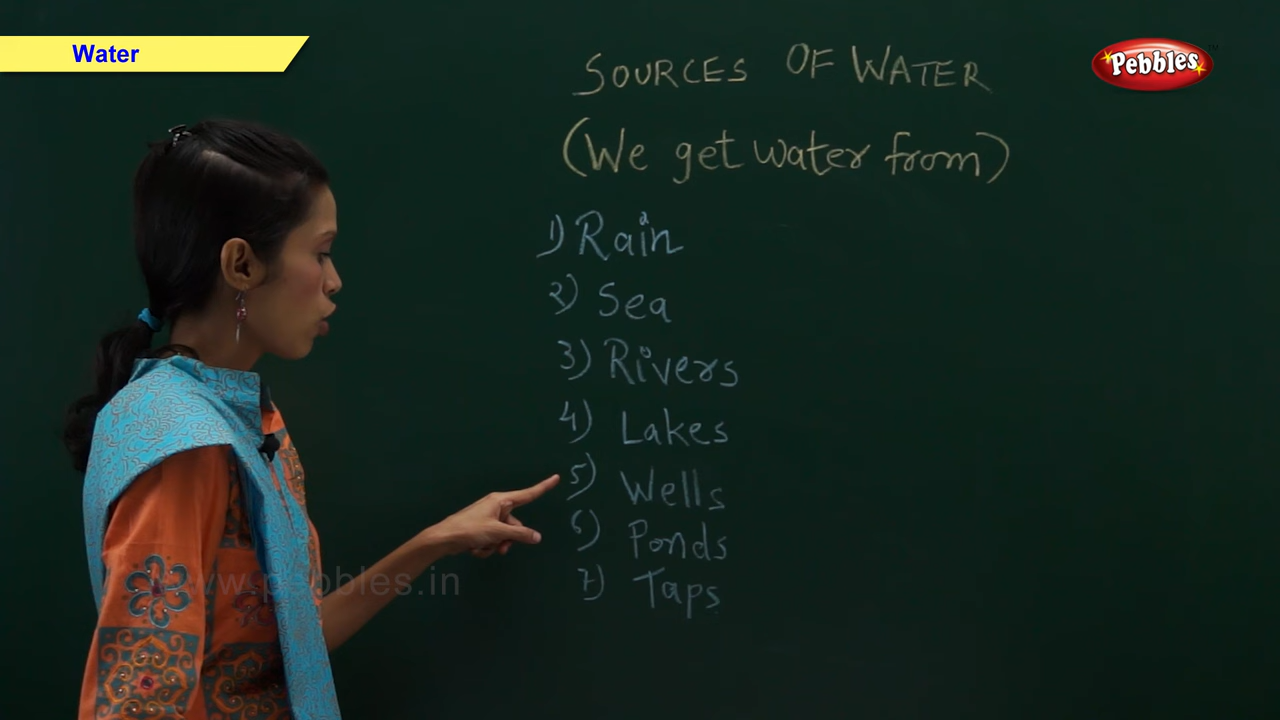 Water
Pebbles™
SOURCES OF WATER
(We get water from)
1) Rain
2) Sea
3) Rivers
4) Lakes
5) Wells
6) Ponds
7) Taps
www.pebbles.in